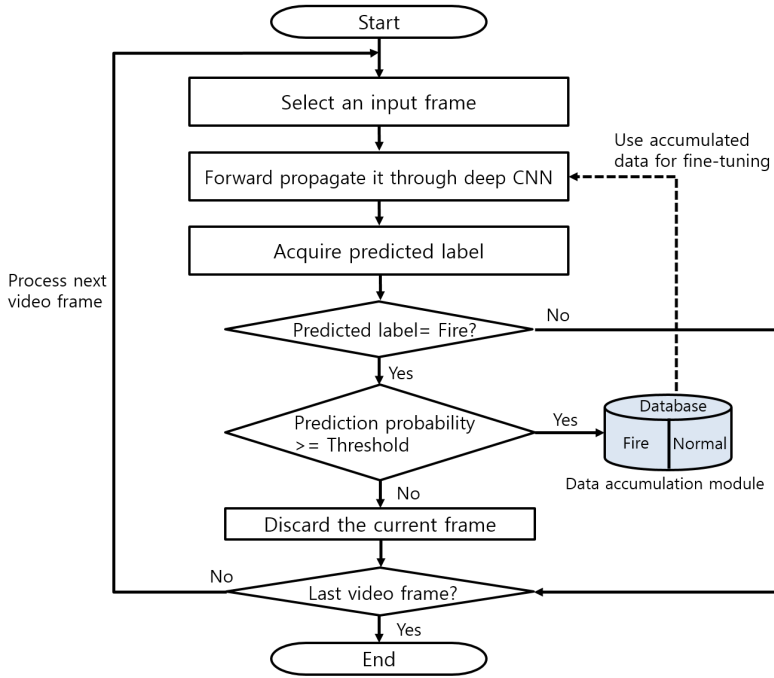 Start
Select an input frame
Use accumulated
data for fine-tuning
Forward propagate it through deep CNN
Acquire predicted label
Process next
video frame
Predicted label= Fire?
No
Yes
Prediction probability
>= Threshold
Yes
Database
Fire
Normal
Data accumulation module
No
Discard the current frame
No
Last video frame?
Yes
End